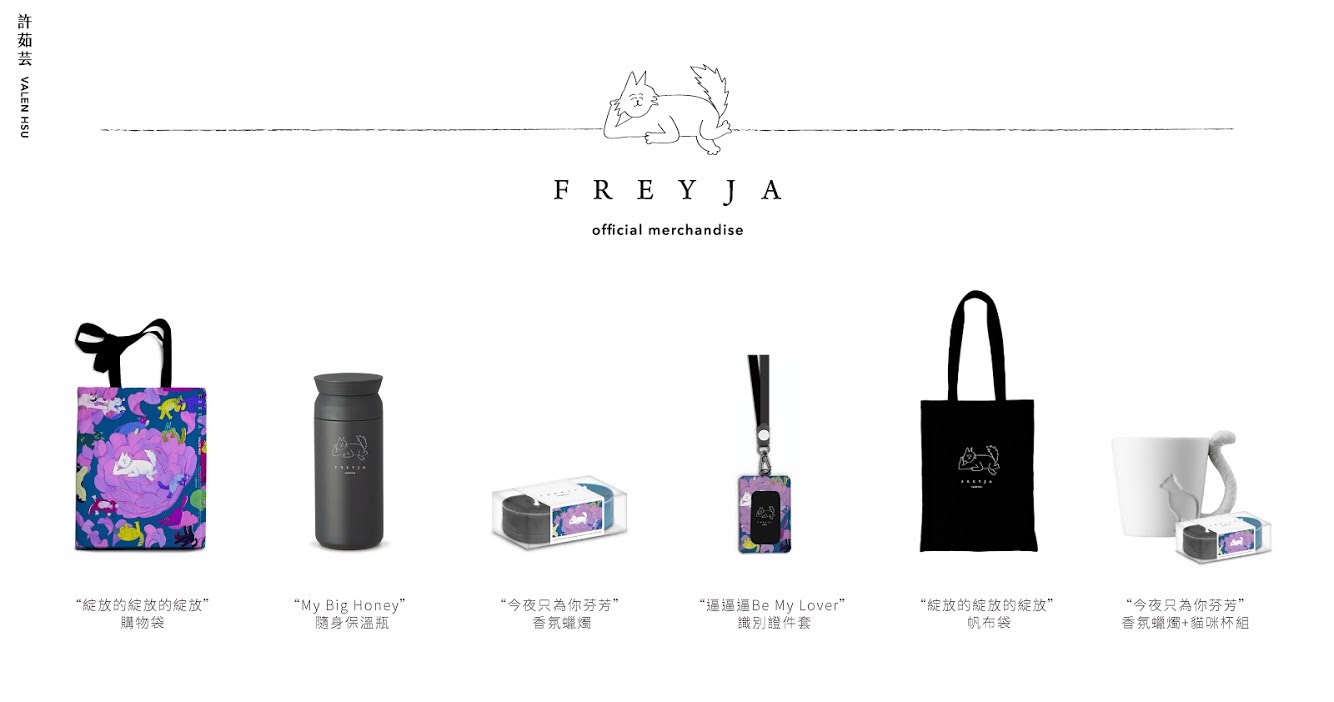 許茹芸 VALEN HSU
FREYJA
official merchandise
FREYJA
FREYJA
FREYJA
“綻放的綻放的綻放”
購物袋
“My Big Honey”
隨身保溫瓶
“今夜只為你芬芳”
香氛蠟燭
“逼逼逼Be My Lover”
識別證件套
“綻放的綻放的綻放”
帆布袋
“今夜只為你芬芳”
香氛蠟燭+貓咪杯組